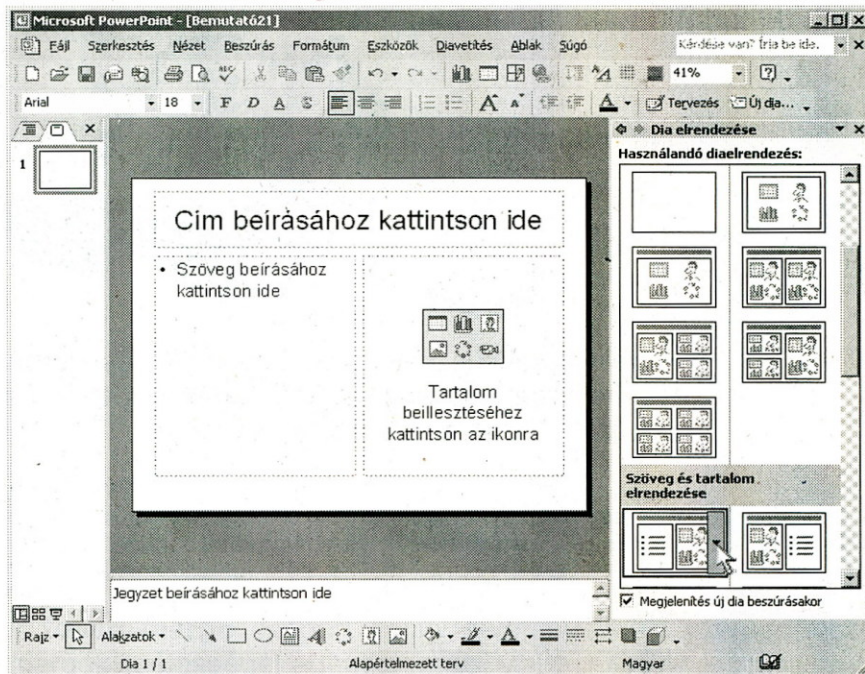 Microsoft PowerPoint - [Bemutató21]
Fájl Szerkesztés Nézet Beszúrás Formátum Eszközök Diavetítés Ablak Súgó Kérdése van? Írja be ide.
41%
Arial 18 F D A S A A A Tervezés Új dia...
Dia elrendezése
Használandó diaelrendezés:
1
Cím beírásához kattintson ide
• Szöveg beírásához
kattintson ide
Tartalom
beillesztéséhez
kattintson az ikonra
Szöveg és tartalom
elrendezése
Jegyzet beírásához kattintson ide
Megjelenítés új dia beszúrásakor
Rajz Alakzatok
Dia 1 / 1 Alapértelmezett terv Magyar